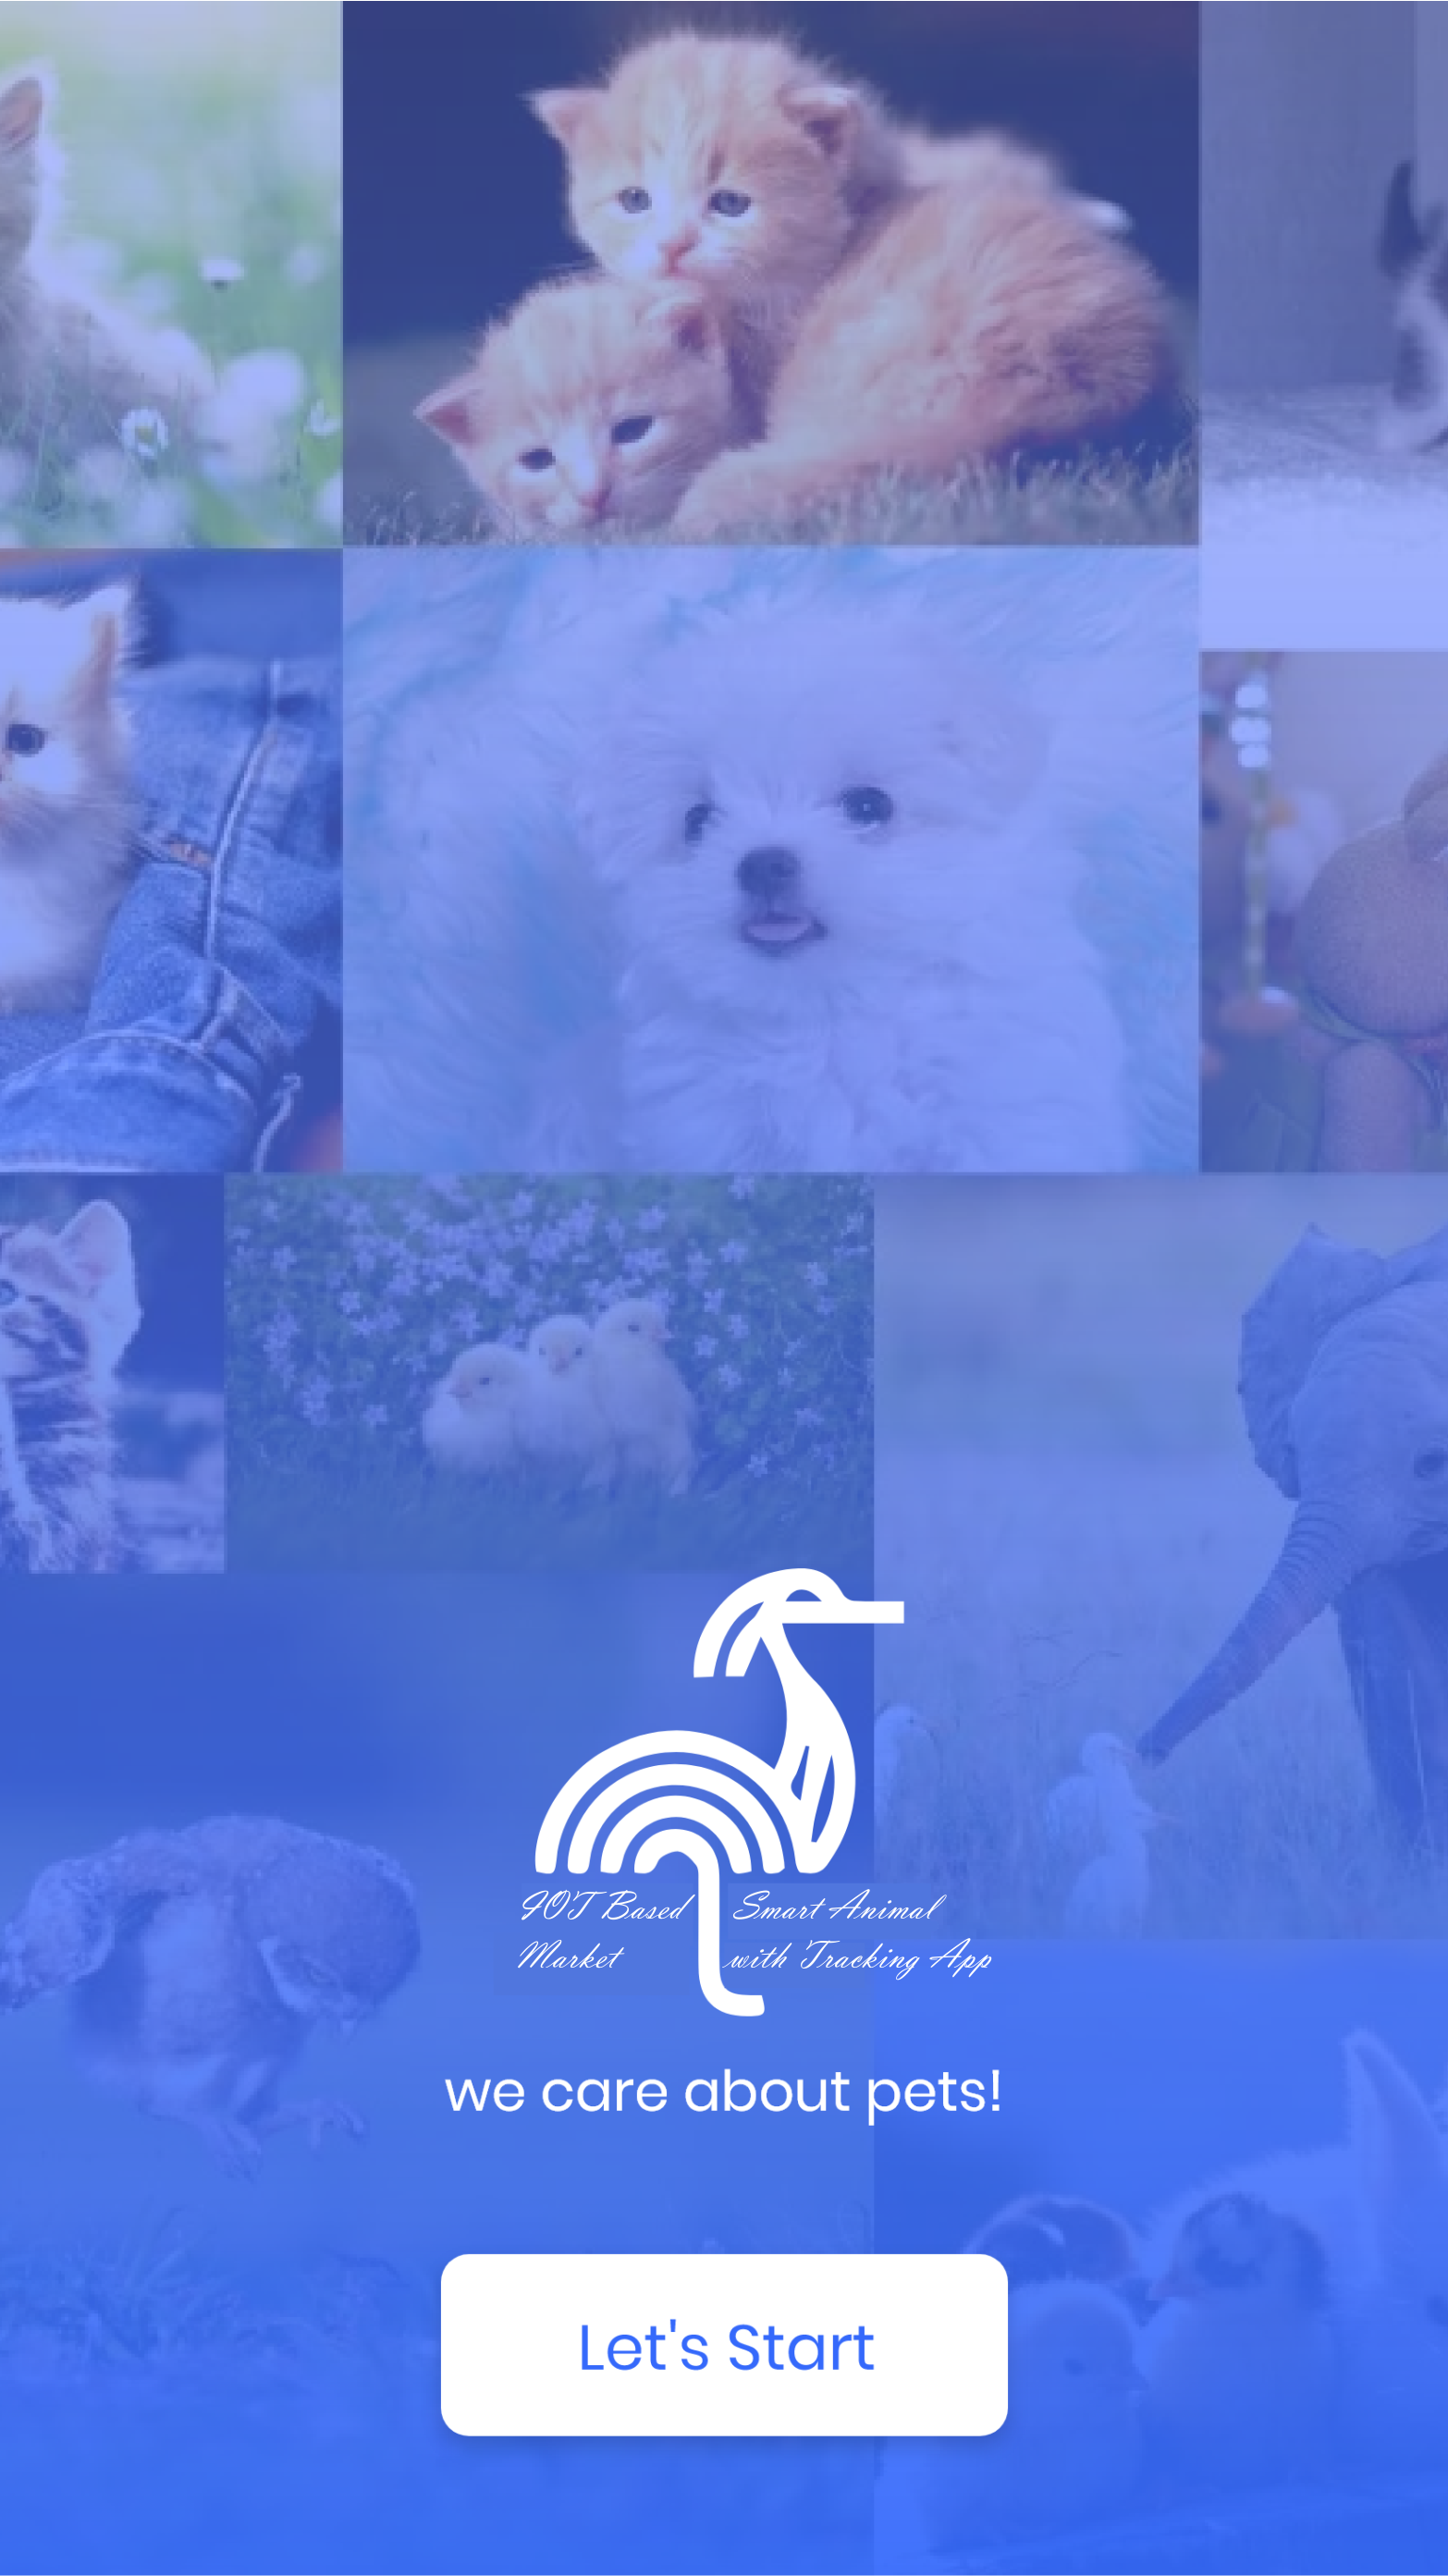 IOT Based Smart Animal
Market with Tracking App
we care about pets!
Let's Start